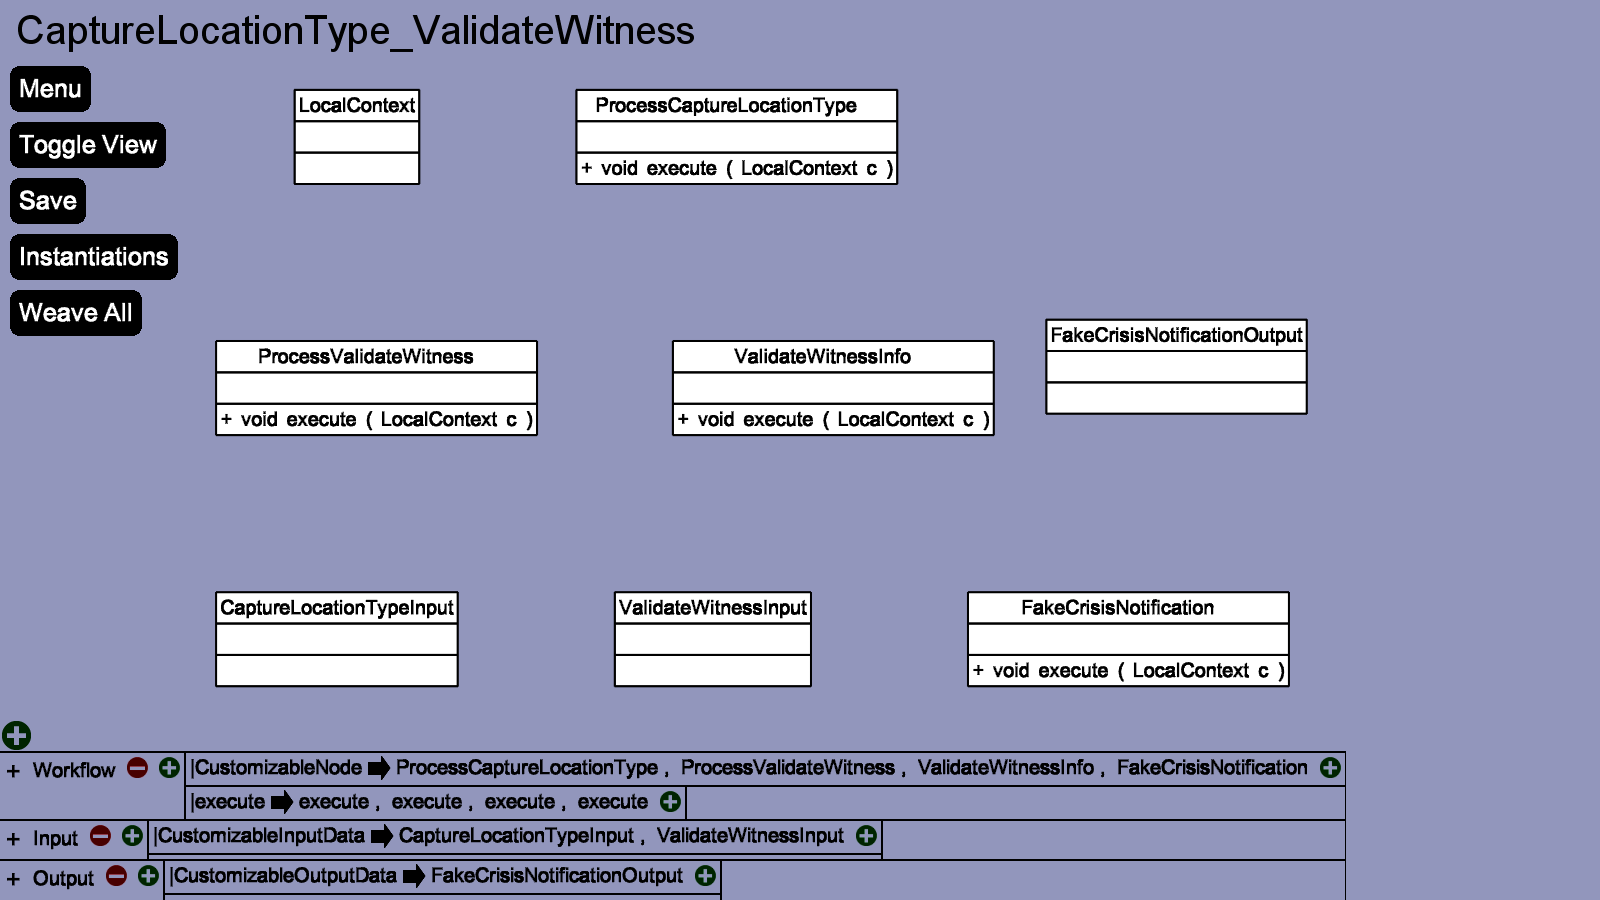 CaptureLocationType_ValidateWitness
Menu
Toggle View
Save
Instantiations
Weave All
LocalContext
ProcessCaptureLocationType
+ void execute ( LocalContext c )
ProcessValidateWitness
+ void execute ( LocalContext c )
ValidateWitnessInfo
+ void execute ( LocalContext c )
FakeCrisisNotificationOutput
CaptureLocationTypeInput
ValidateWitnessInput
FakeCrisisNotification
+ void execute ( LocalContext c )
+ Workflow |CustomizableNode ProcessCaptureLocationType , ProcessValidateWitness , ValidateWitnessInfo , FakeCrisisNotification
|execute execute , execute , execute , execute
+ Input |CustomizableInputData CaptureLocationTypeInput , ValidateWitnessInput
+ Output |CustomizableOutputData FakeCrisisNotificationOutput